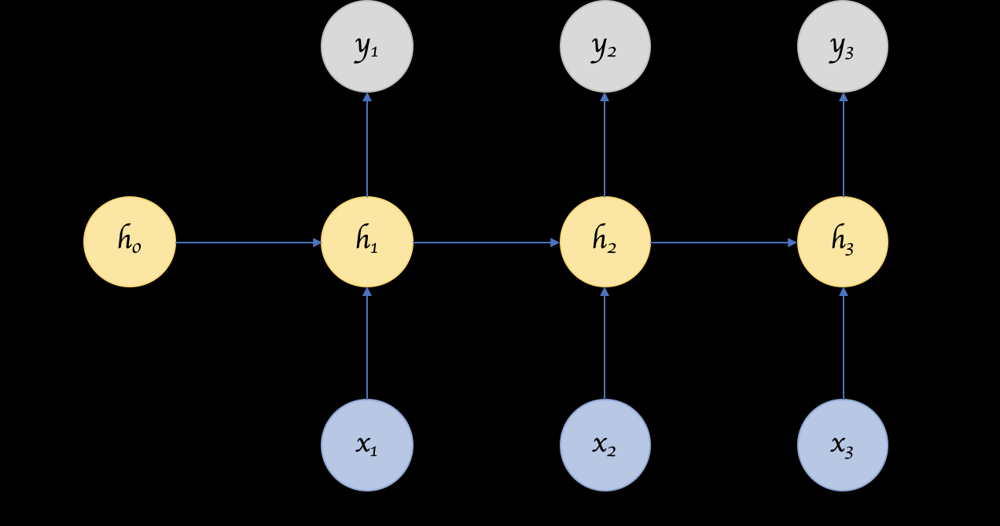 y₁ y₂ y₃
h₀ h₁ h₂ h₃
x₁ x₂ x₃